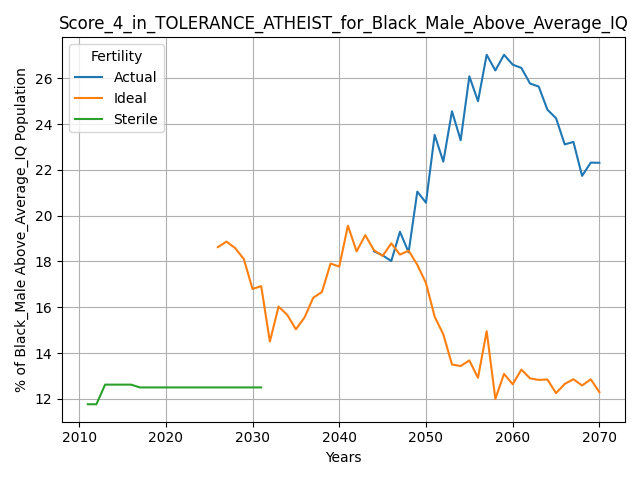 Score_4_in_TOLERANCE_ATHEIST_for_Black_Male_Above_Average_IQ
Fertility
Actual
Ideal
Sterile
% of Black_Male Above_Average_IQ Population
26
24
22
20
18
16
14
12
2010 2020 2030 2040 2050 2060 2070
Years